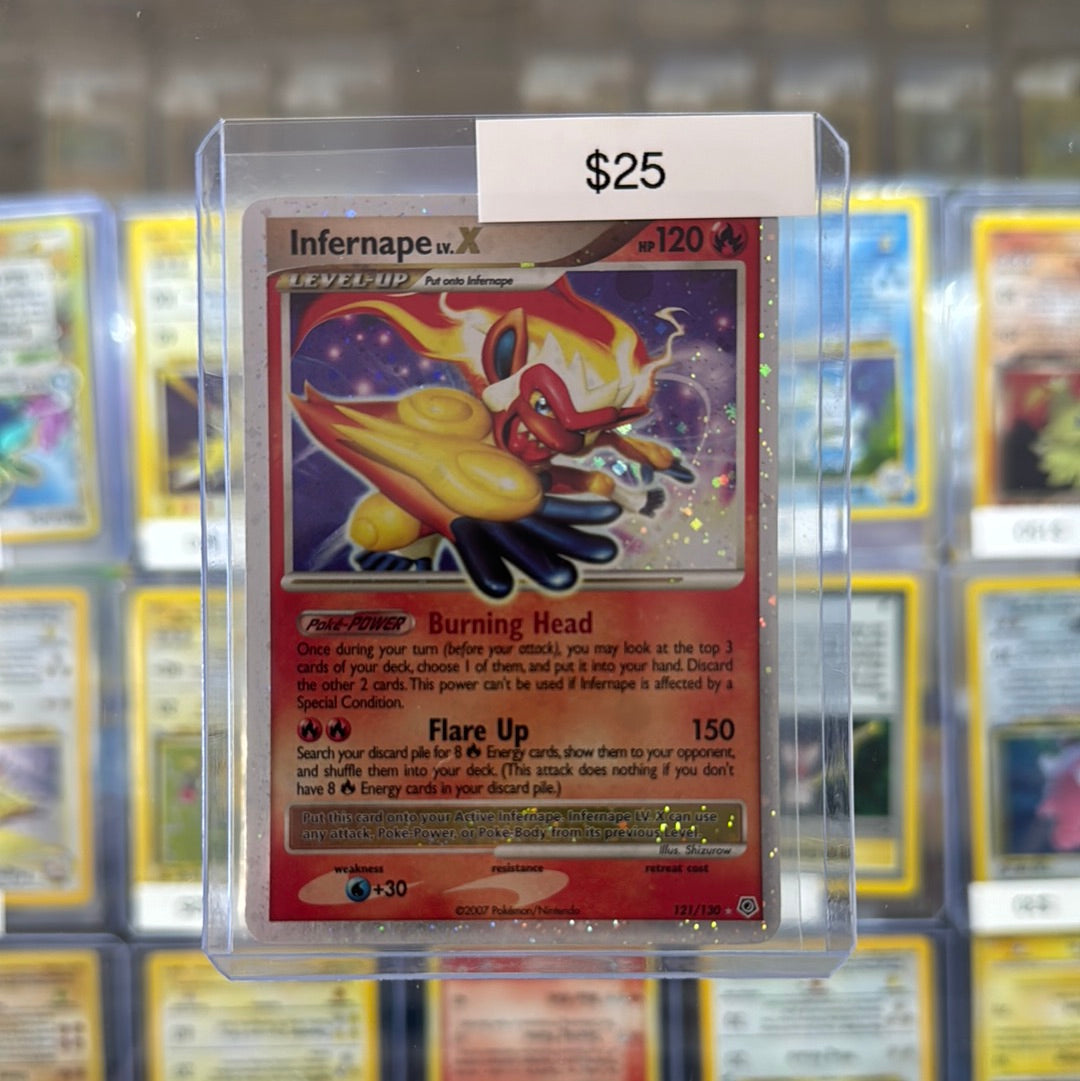 $25
Infernape LV.X
HP 120
LEVEL-UP Put onto Infernape
Poké-POWER Burning Head
Once during your turn (before your attack), you may look at the top 3
cards of your deck, choose 1 of them, and put it into your hand. Discard
the other 2 cards. This power can't be used if Infernape is affected by a
Special Condition.
Flare Up 150
Search your discard pile for 8 Energy cards, show them to your opponent,
and shuffle them into your deck. (This attack does nothing if you don't
have 8 Energy cards in your discard pile.)
Put this card onto your Active Infernape. Infernape LV.X can use
any attack, Poké-Power, or Poké-Body from its previous Level.
Illus. Shizurow
weakness resistance retreat cost
+30
©2007 Pokémon/Nintendo 121/130